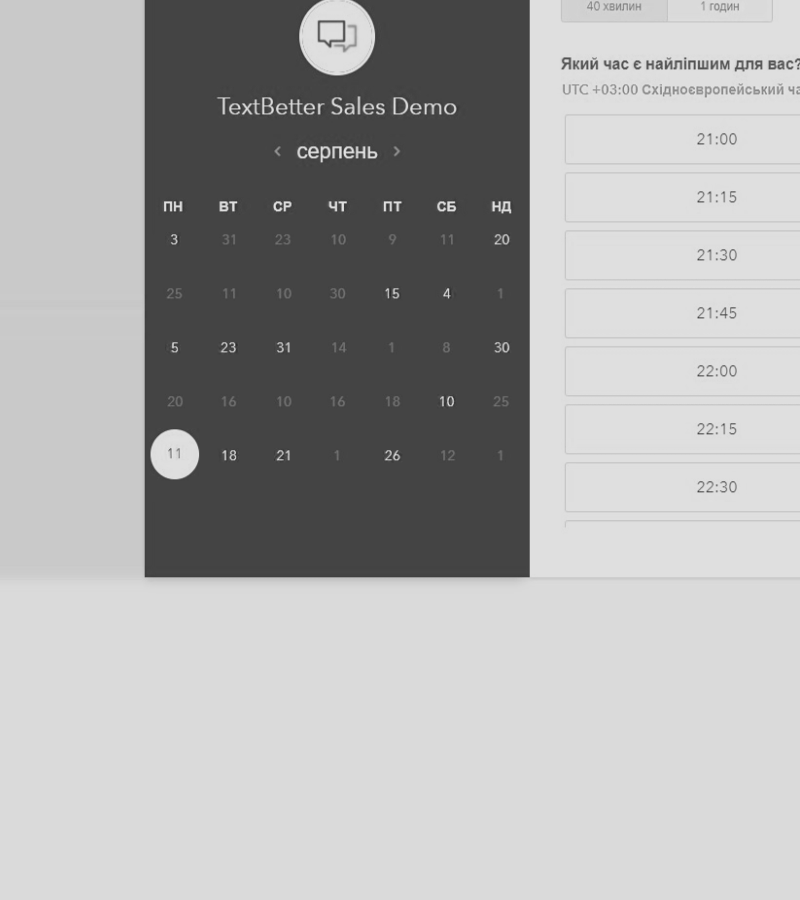 40 хвилин 1 годин
TextBetter Sales Demo
серпень
ПН ВТ СР ЧТ ПТ СБ НД
3 31 23 10 9 11 20
25 11 10 30 15 4 1
5 23 31 14 1 8 30
20 16 10 16 18 10 25
11 18 21 1 26 12 1
Який час є найліпшим для вас?
UTC +03:00 Східноєвропейський ча
21:00
21:15
21:30
21:45
22:00
22:15
22:30